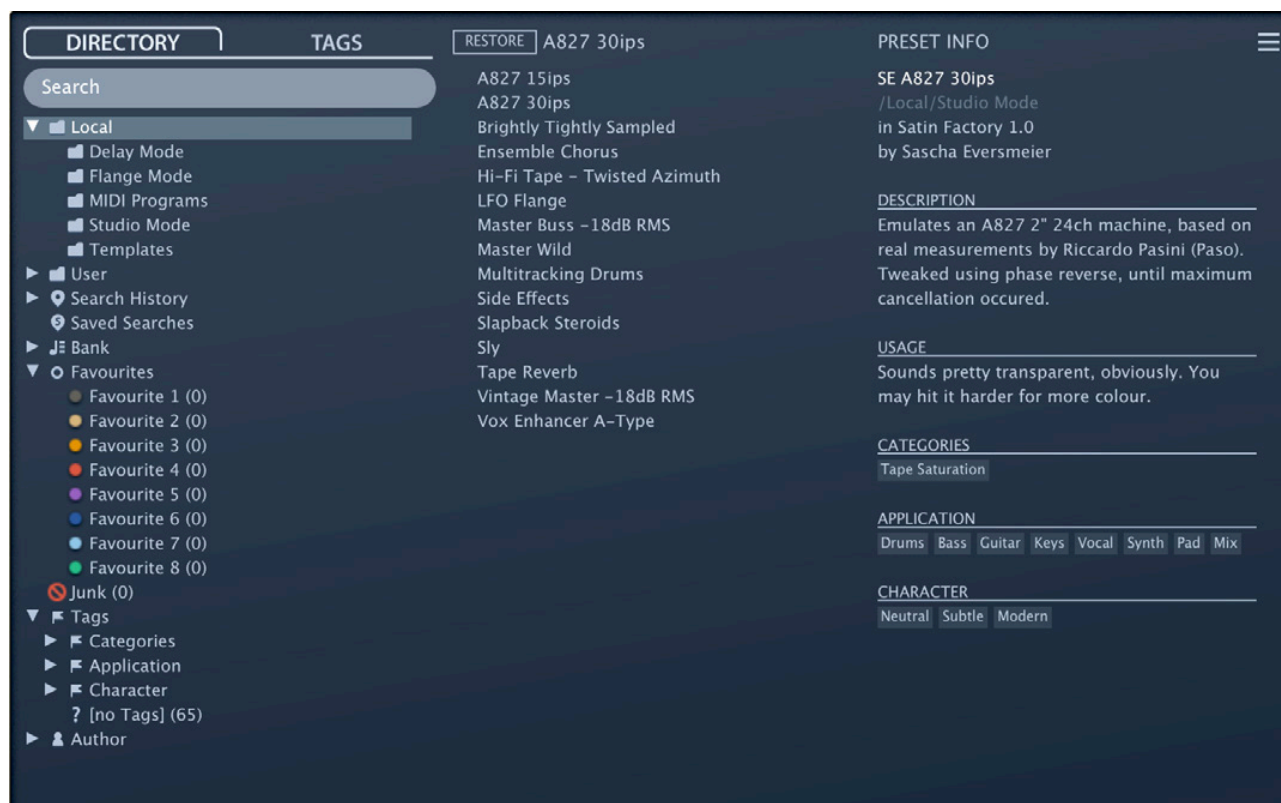 DIRECTORY
TAGS
Search
Local
Delay Mode
Flange Mode
MIDI Programs
Studio Mode
Templates
User
Search History
S
Saved Searches
Bank
Favourites
Favourite 1 (0)
Favourite 2 (0)
Favourite 3 (0)
Favourite 4 (0)
Favourite 5 (0)
Favourite 6 (0)
Favourite 7 (0)
Favourite 8 (0)
Junk (0)
Tags
Categories
Application
Character
? [no Tags] (65)
Author
RESTORE A827 30ips
A827 15ips
A827 30ips
Brightly Tightly Sampled
Ensemble Chorus
Hi-Fi Tape - Twisted Azimuth
LFO Flange
Master Buss -18dB RMS
Master Wild
Multitracking Drums
Side Effects
Slapback Steroids
Sly
Tape Reverb
Vintage Master -18dB RMS
Vox Enhancer A-Type
PRESET INFO
SE A827 30ips
/Local/Studio Mode
in Satin Factory 1.0
by Sascha Eversmeier
DESCRIPTION
Emulates an A827 2" 24ch machine, based on
real measurements by Riccardo Pasini (Paso).
Tweaked using phase reverse, until maximum
cancellation occured.
USAGE
Sounds pretty transparent, obviously. You
may hit it harder for more colour.
CATEGORIES
Tape Saturation
APPLICATION
Drums Bass Guitar Keys Vocal Synth Pad Mix
CHARACTER
Neutral Subtle Modern